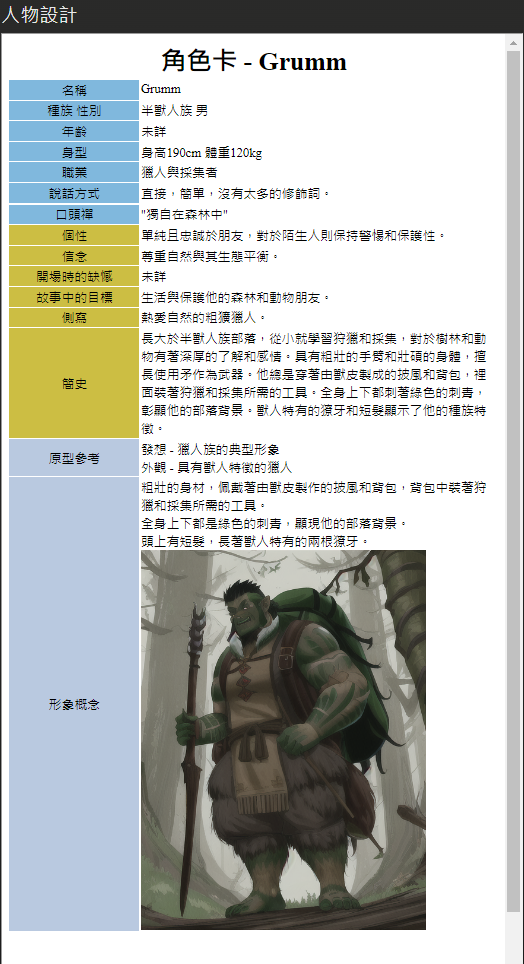 人物設計
角色卡 - Grumm
名稱 Grumm
種族 性別 半獸人族 男
年齡 未詳
身型 身高190cm 體重120kg
職業 獵人與採集者
說話方式 直接，簡單，沒有太多的修飾詞。
口頭禪 "獨自在森林中"
個性 單純且忠誠於朋友，對於陌生人則保持警惕和保護性。
信念 尊重自然與其生態平衡。
開場時的缺憾 未詳
故事中的目標 生活與保護他的森林和動物朋友。
側寫 熱愛自然的粗獷獵人。
簡史
長大於半獸人族部落，從小就學習狩獵和採集，對於樹林和動
物有著深厚的了解和感情。具有粗壯的手臂和壯碩的身體，擅
長使用矛作為武器。他總是穿著由獸皮製成的披風和背包，裡
面裝著狩獵和採集所需的工具。全身上下都刺著綠色的刺青，
彰顯他的部落背景。獸人特有的獠牙和短髮顯示了他的種族特
徵。
原型參考
發想 - 獵人族的典型形象
外觀 - 具有獸人特徵的獵人
形象概念
粗壯的身材，佩戴著由獸皮製作的披風和背包，背包中裝著狩
獵和採集所需的工具。
全身上下都是綠色的刺青，顯現他的部落背景。
頭上有短髮，長著獸人特有的兩根獠牙。